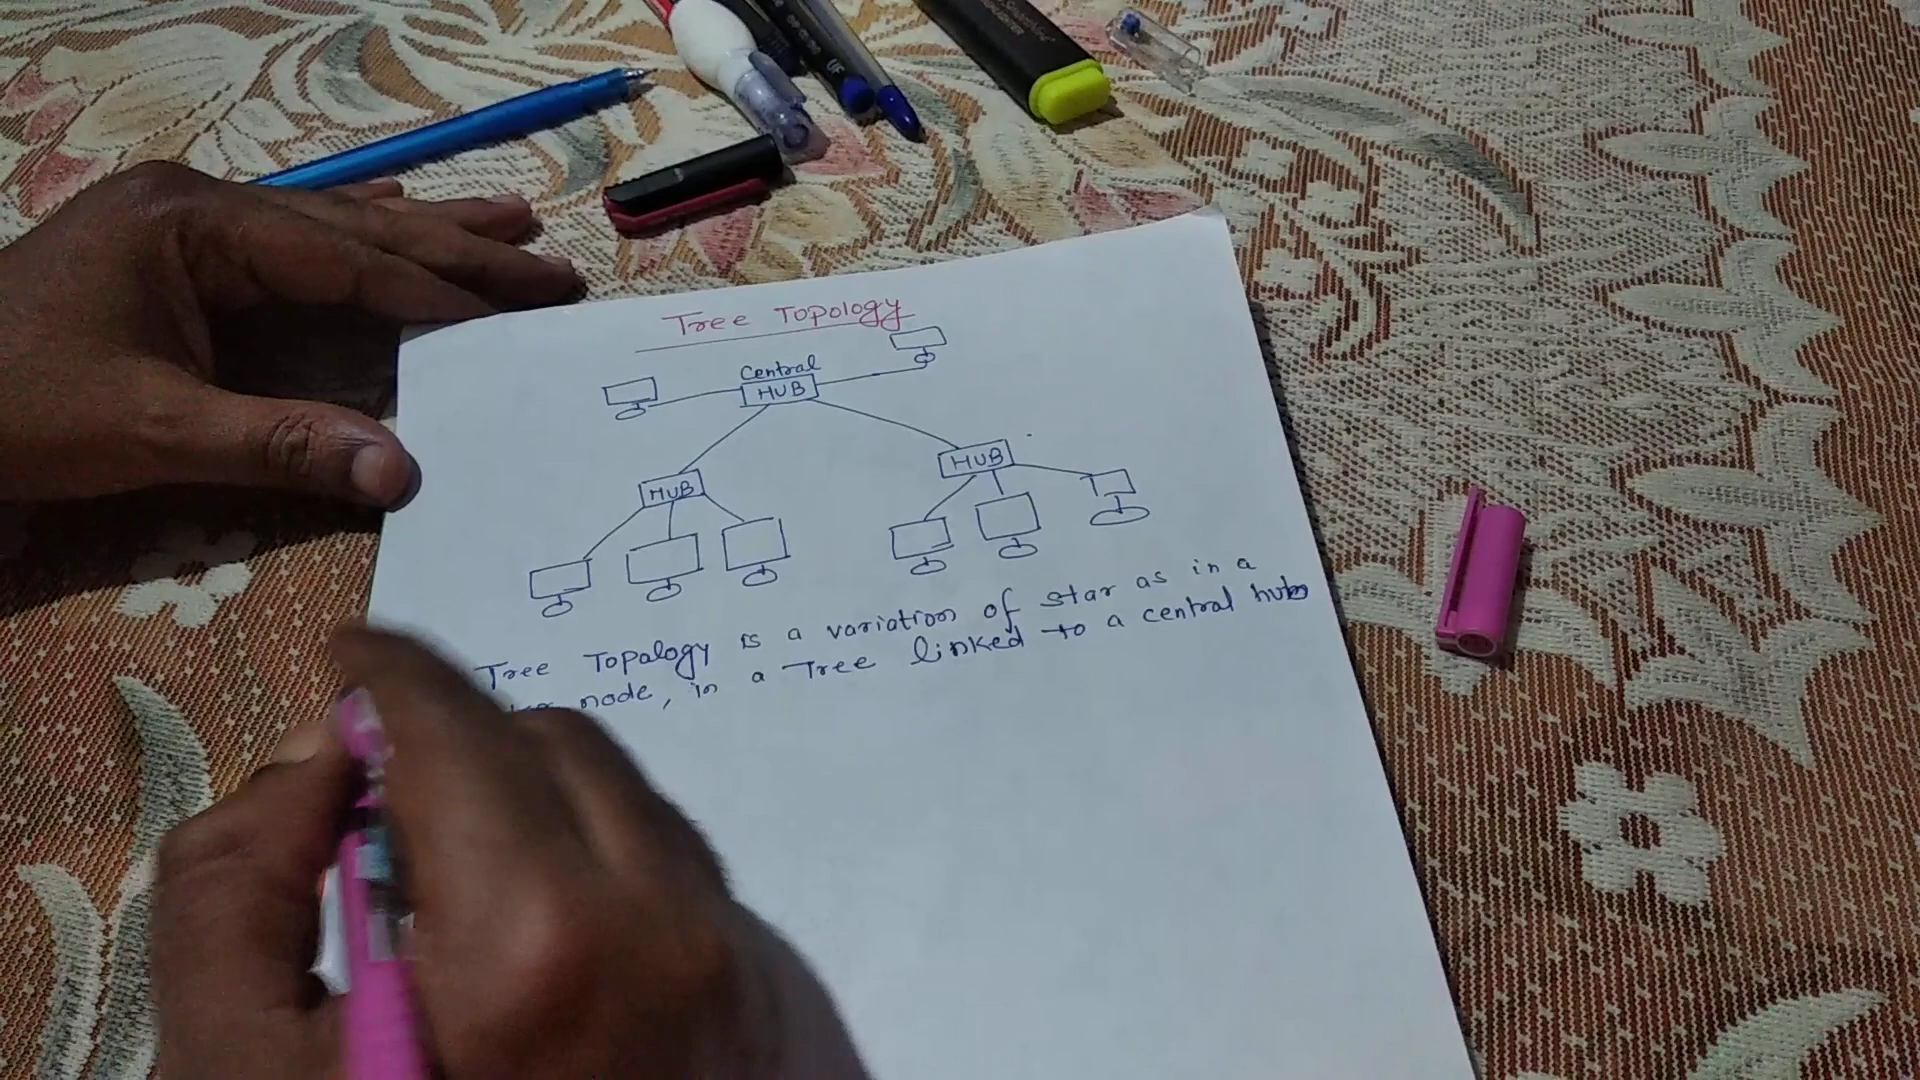 Tree Topology
Central
HUB
HUB
HUB
Tree Topalogy is a variation of star as in a
node, in a Tree linked to a central hub